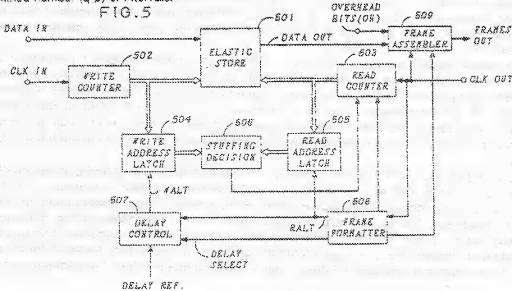 FIG.5
DATA IN
501
ELASTIC
STORE
DATA OUT
OVERHEAD
BITS(OH)
509
FRAME
ASSEMBLER
FRAMES
OUT
CLK IN
502
WRITE
COUNTER
503
READ
COUNTER
CLK OUT
504
WRITE
ADDRESS
LATCH
506
STUFFING
DECISION
505
READ
ADDRESS
LATCH
507
WALT
DELAY
CONTROL
RALT
508
FRAME
FORMATTER
DELAY
SELECT
DELAY REF.